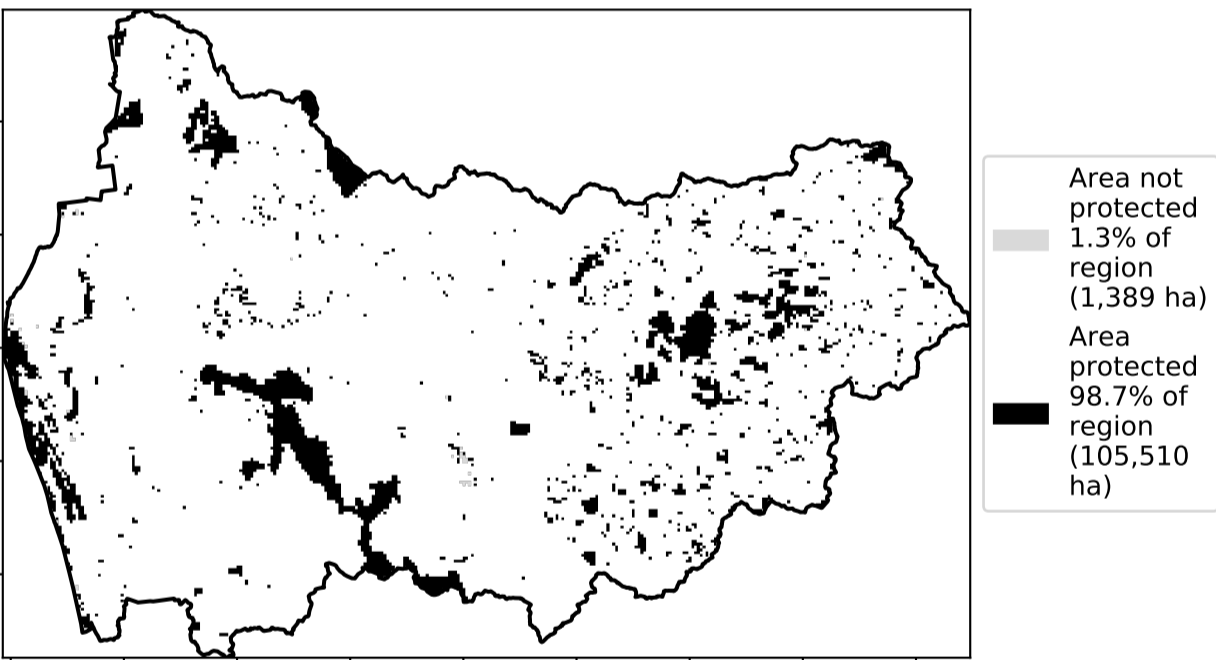 Area not
protected
1.3% of
region
(1,389 ha)
Area
protected
98.7% of
region
(105,510
ha)